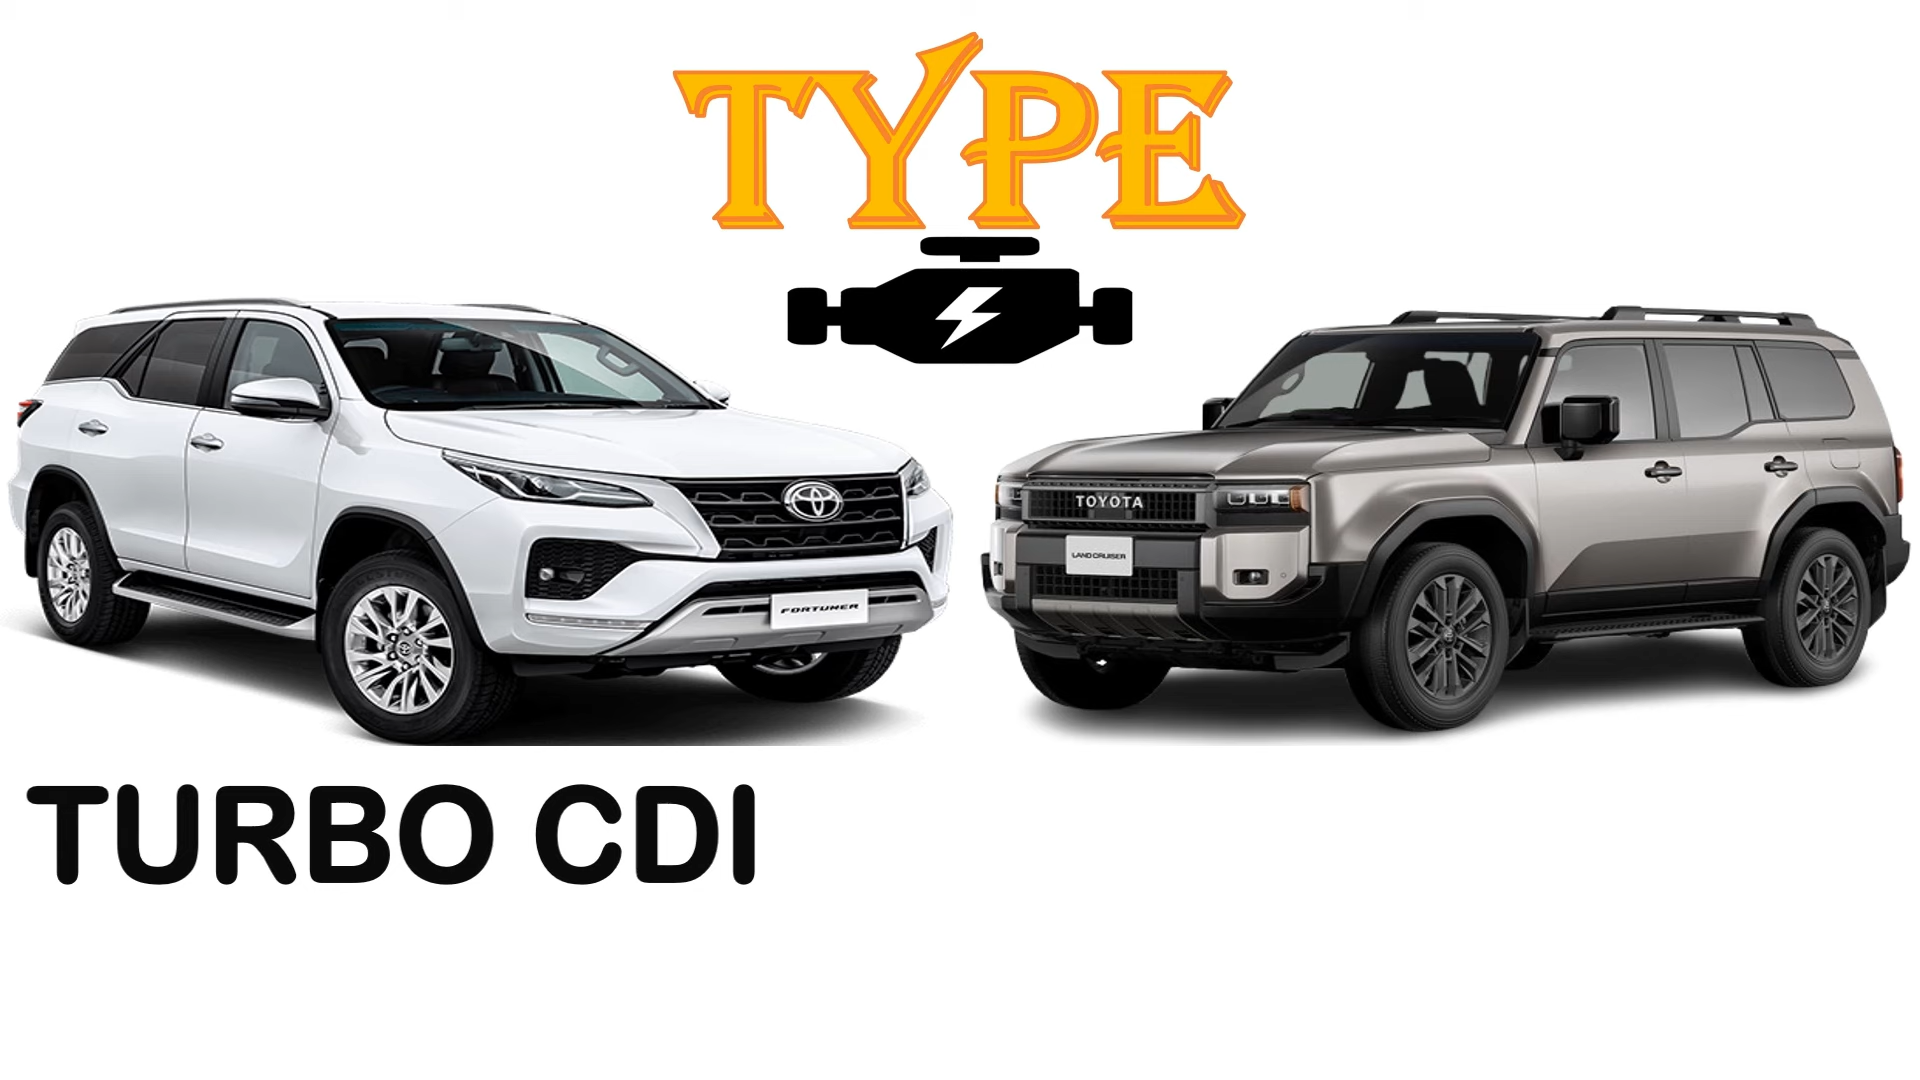 TYPE
TOYOTA
LAND CRUISER
FORTUNER
TURBO CDI